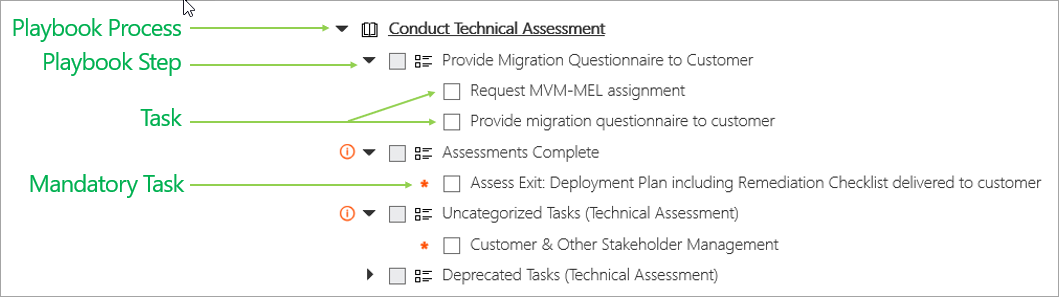 Playbook Process
Conduct Technical Assessment
Playbook Step
Provide Migration Questionnaire to Customer
Request MVM-MEL assignment
Task
Provide migration questionnaire to customer
Assessments Complete
Mandatory Task
* Assess Exit: Deployment Plan including Remediation Checklist delivered to customer
Uncategorized Tasks (Technical Assessment)
* Customer & Other Stakeholder Management
Deprecated Tasks (Technical Assessment)